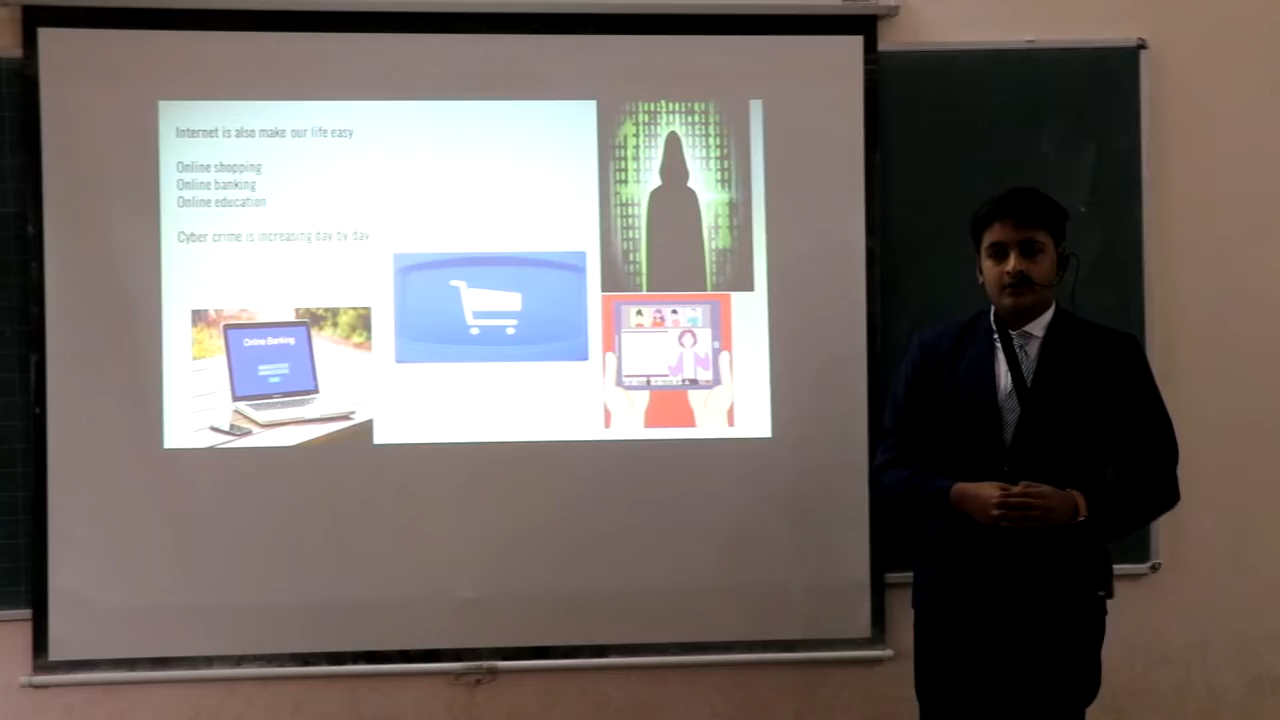 Internet is also make our life easy
Online shopping
Online banking
Online education
Cyber crime is increasing day by day
Online Banking